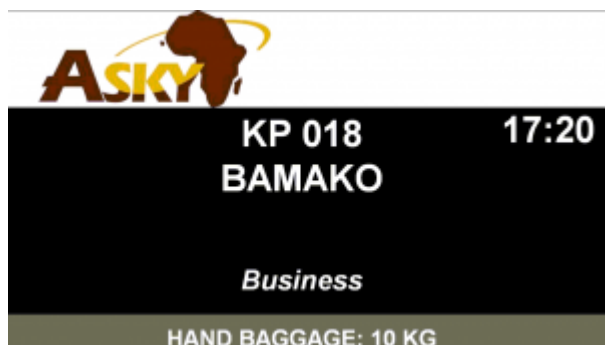 ASKY
KP 018 17:20
BAMAKO
Business
HAND BAGGAGE: 10 KG